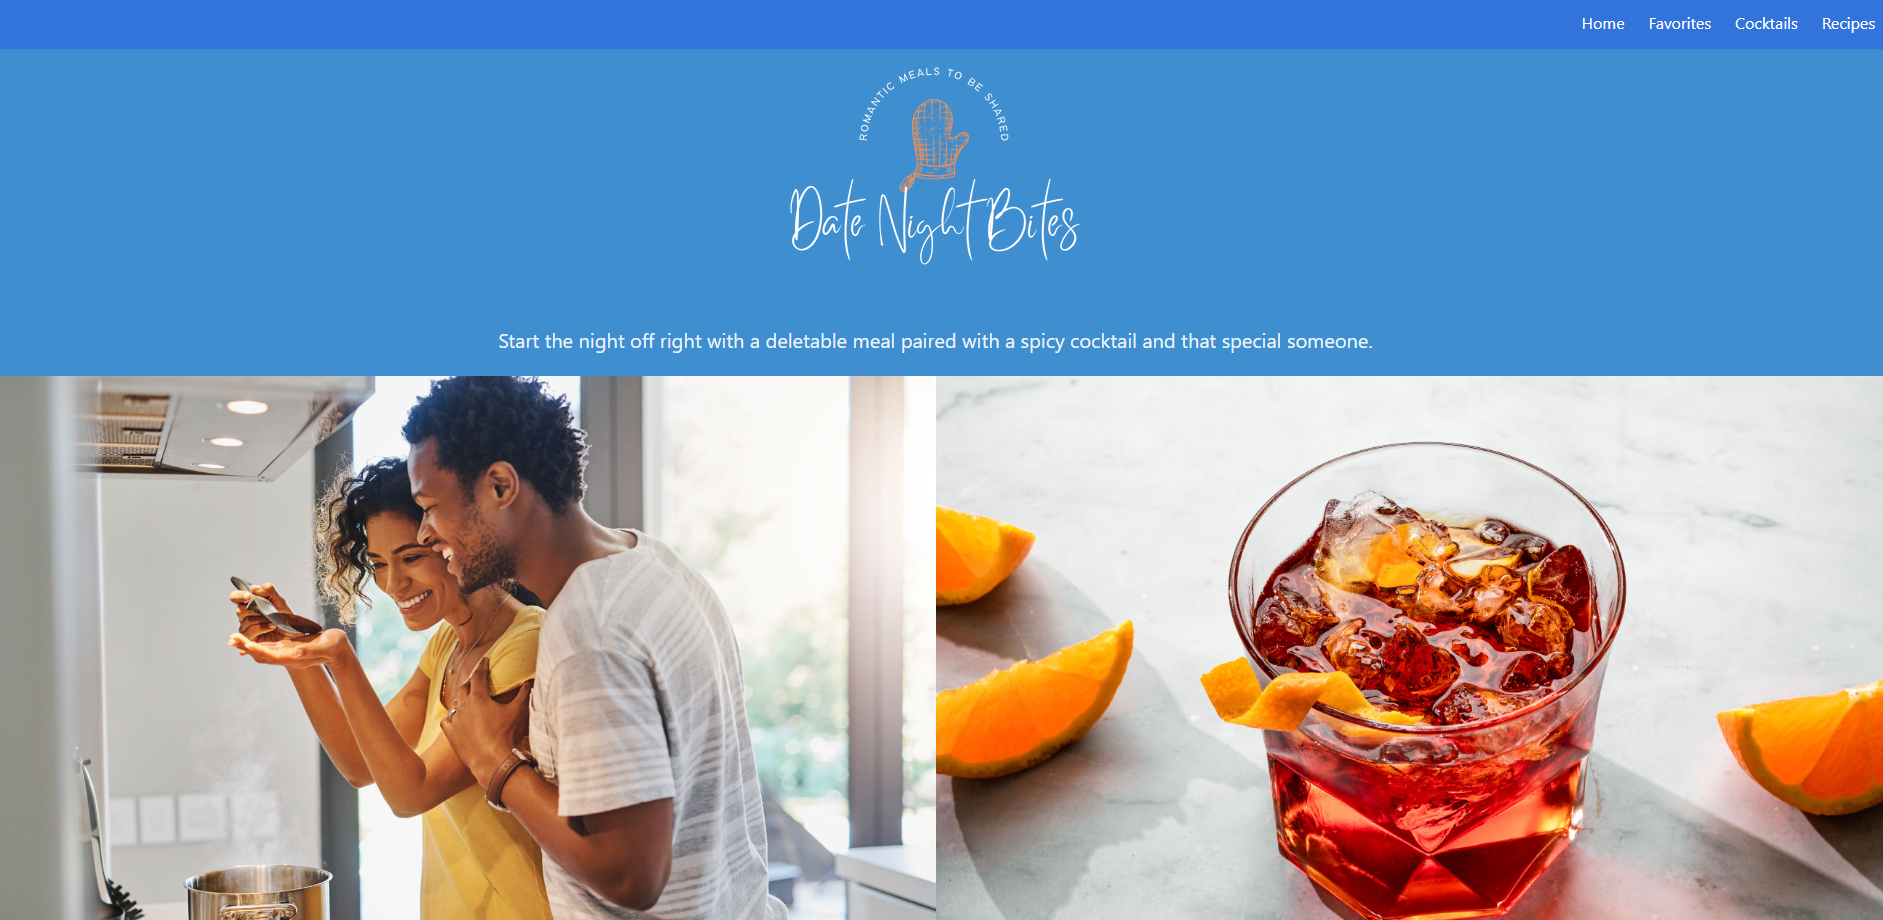 Home Favorites Cocktails Recipes
ROMANTIC MEALS TO BE SHARED
Date Night Bites
Start the night off right with a deletable meal paired with a spicy cocktail and that special someone.